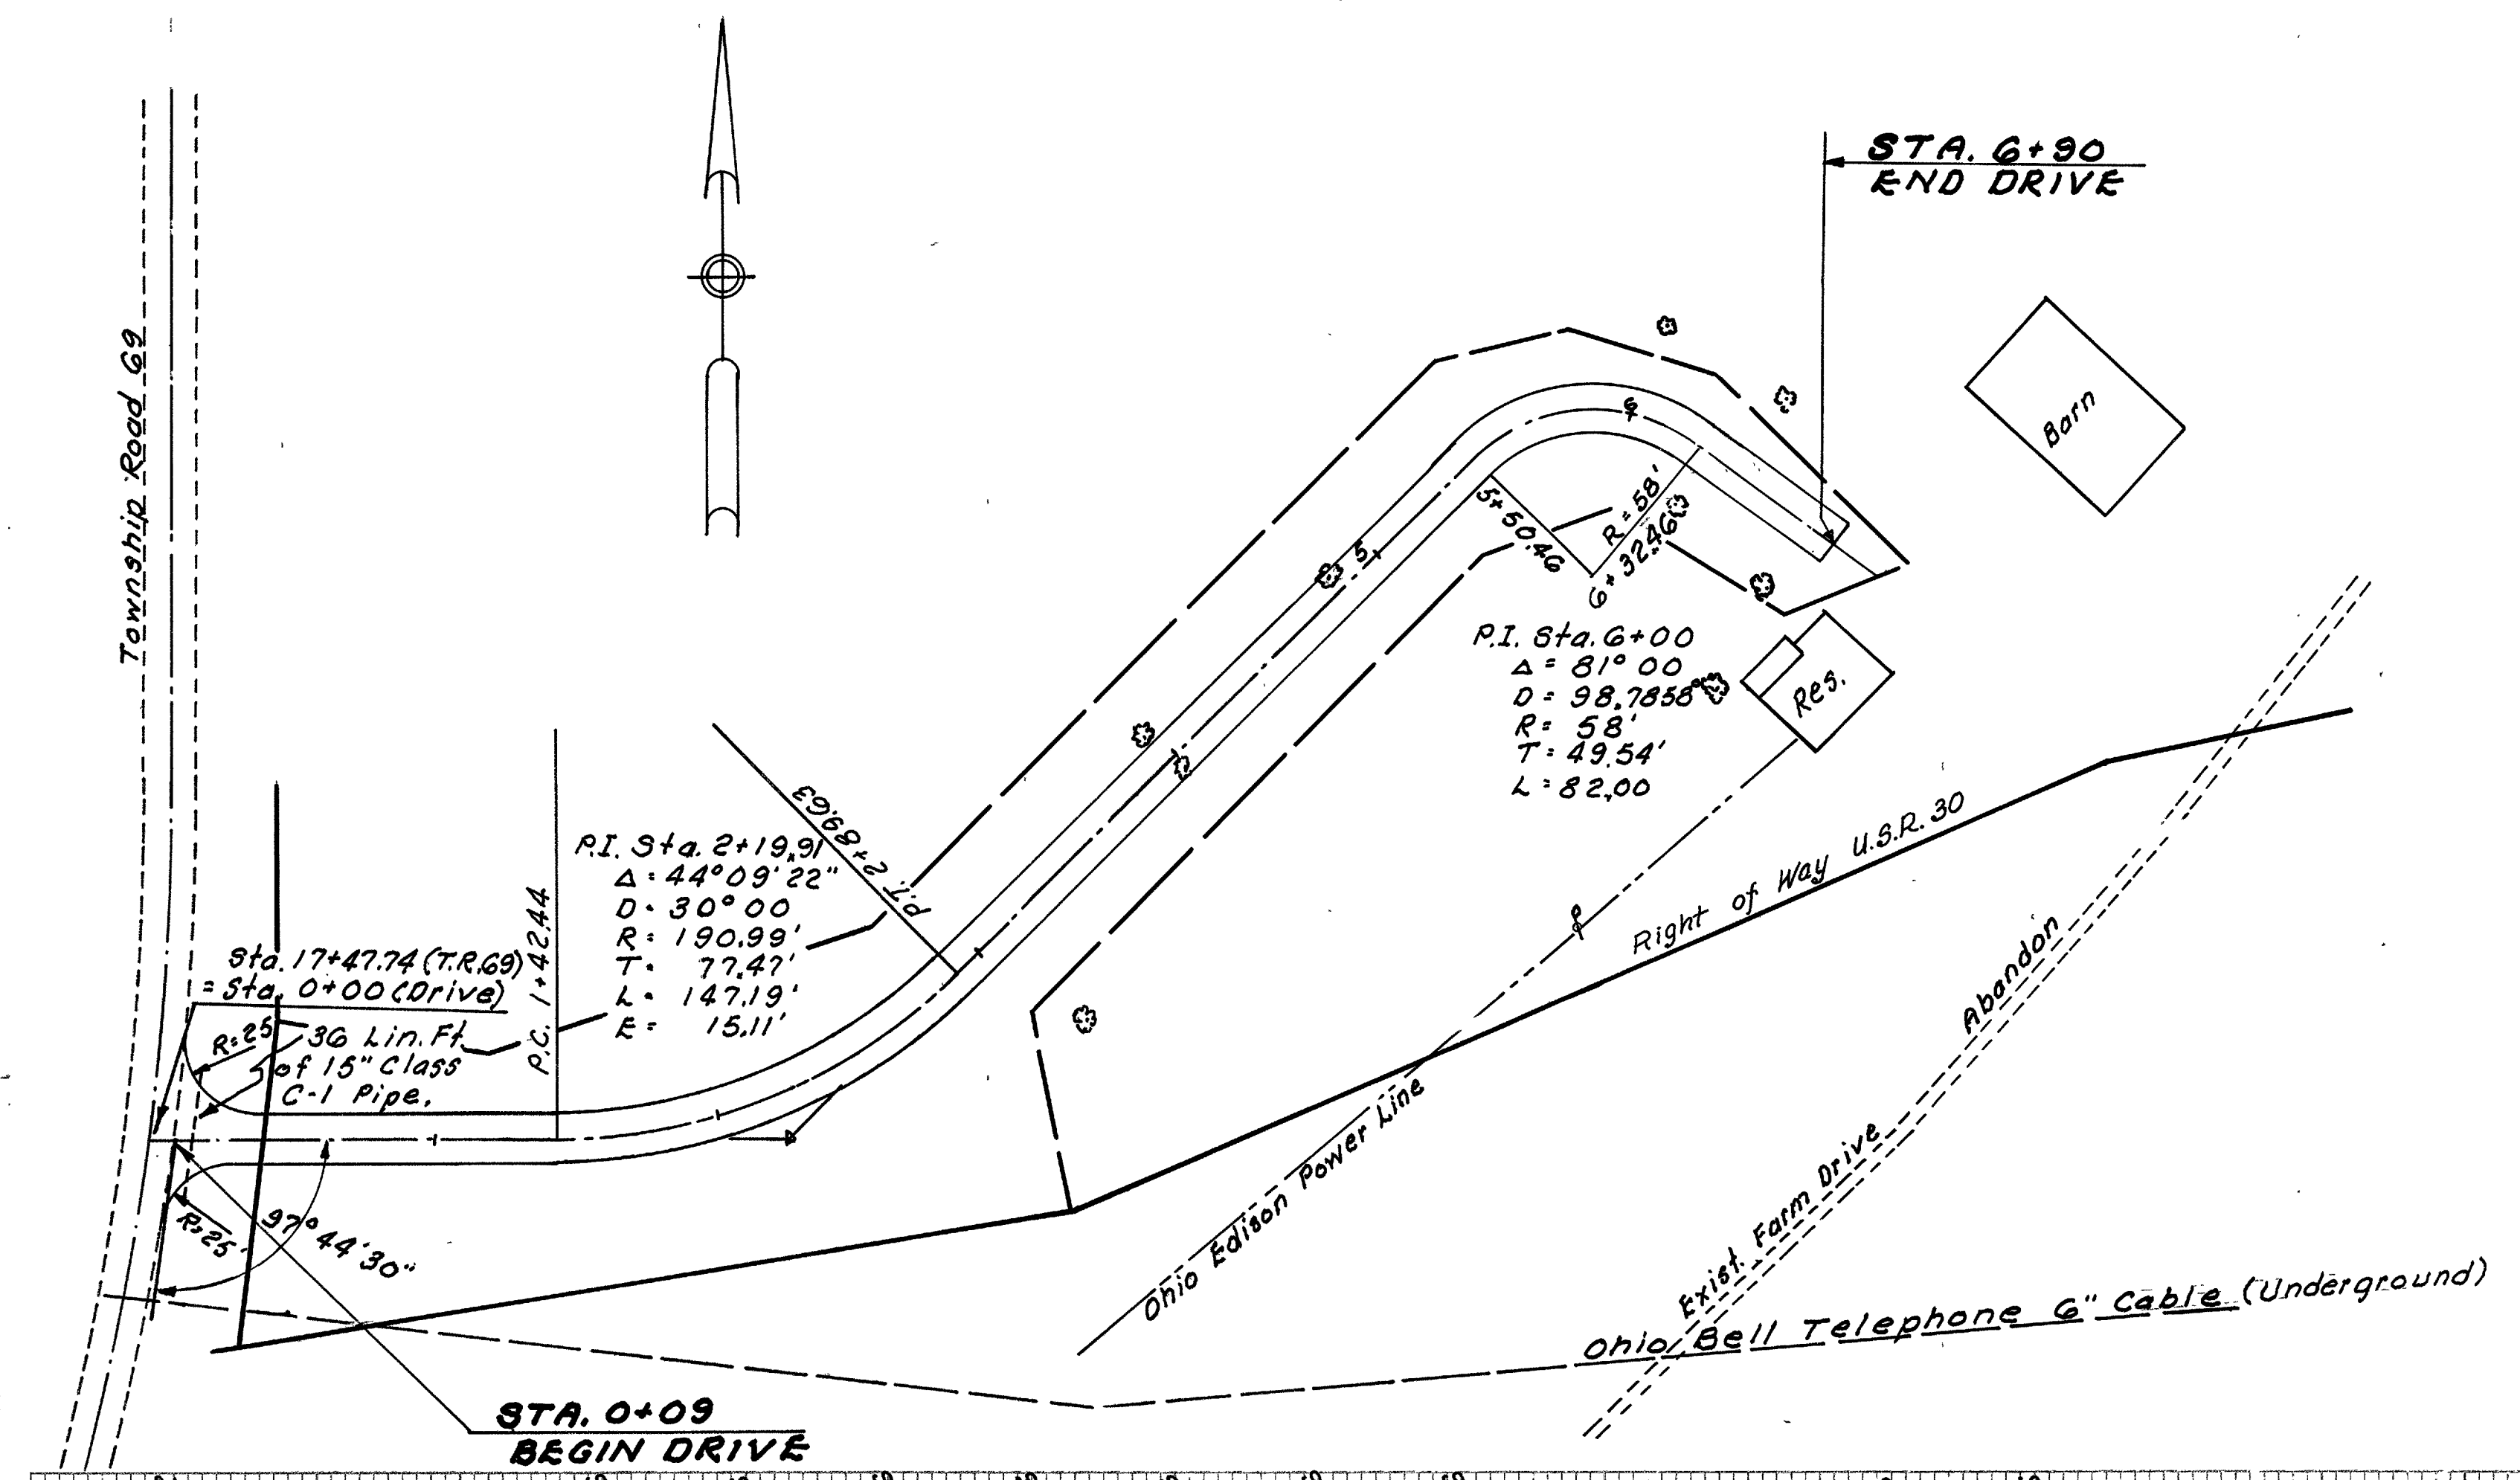 STA. 6+90
END DRIVE
Township Road 69
Barn
6
5
5+50.46
R=58'
6+32.46
P.I. Sta. 6+00
Δ = 81° 00
D = 98.7858°
R = 58'
T = 49.54'
L = 82.00
Res.
P.T. 2+89.63
P.I. Sta. 2+19.91
Δ = 44° 09' 22"
D = 30° 00
R = 190.99'
T = 77.47'
L = 147.19'
E = 15.11'
P.C. 1+42.44
Sta. 17+47.74 (T.R.69)
= Sta. 0+00 (Drive)
R=25'
36 Lin. Ft.
of 15" Class
C-1 Pipe.
R=25'
97° 44' 30"
Right of Way U.S.R. 30
Abandon
Ohio Edison Power Line
Exist. Farm Drive
Ohio Bell Telephone 6" Cable (Underground)
STA. 0+09
BEGIN DRIVE